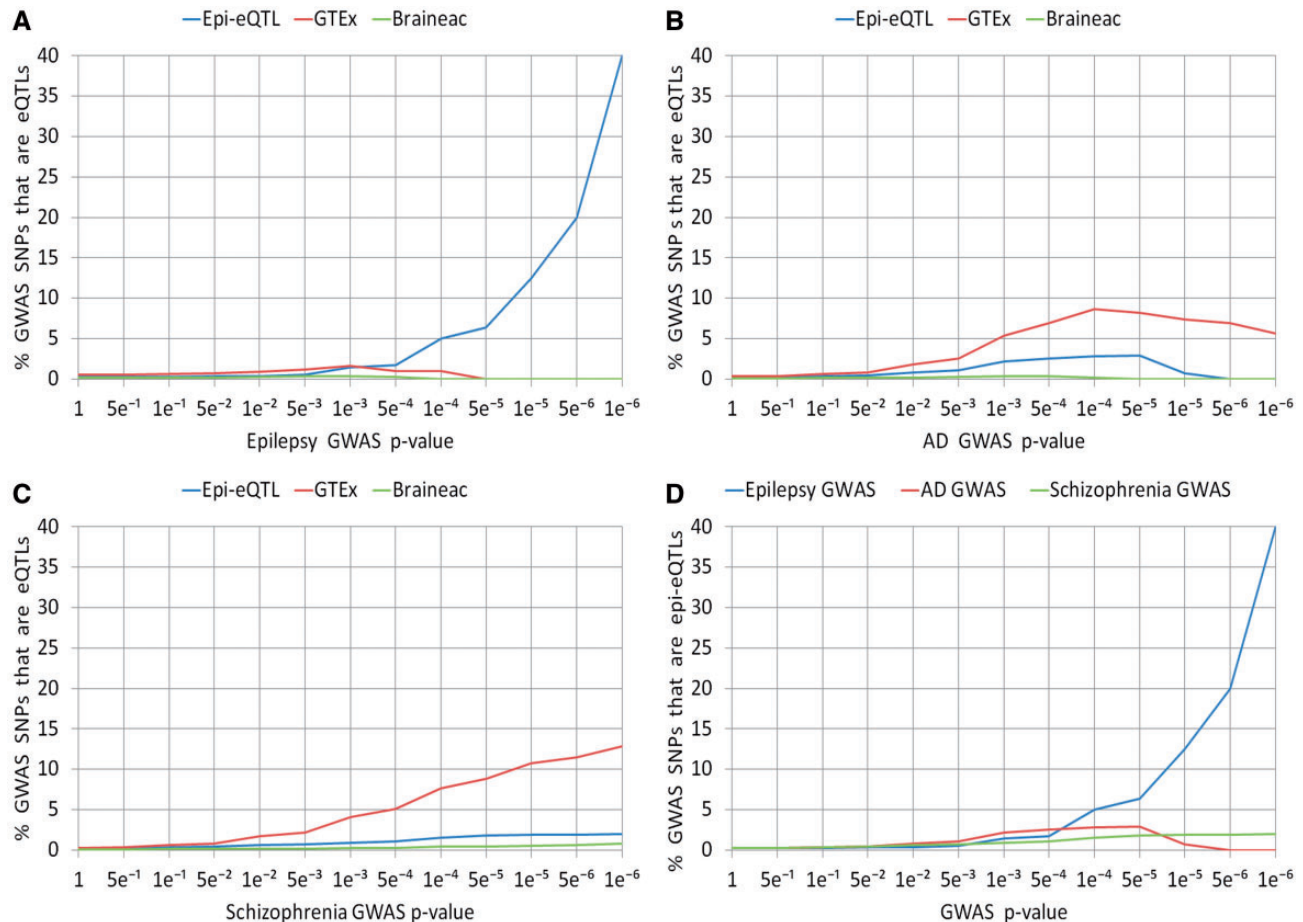 A
Epi-eQTL GTEx Braineac
% GWAS SNPs that are eQTLs
40
35
30
25
20
15
10
5
0
1 5e⁻¹ 1e⁻¹ 5e⁻² 1e⁻² 5e⁻³ 1e⁻³ 5e⁻⁴ 1e⁻⁴ 5e⁻⁵ 1e⁻⁵ 5e⁻⁶ 1e⁻⁶
Epilepsy GWAS p-value
B
Epi-eQTL GTEx Braineac
% GWAS SNP s that are eQTLs
40
35
30
25
20
15
10
5
0
1 5e⁻¹ 1e⁻¹ 5e⁻² 1e⁻² 5e⁻³ 1e⁻³ 5e⁻⁴ 1e⁻⁴ 5e⁻⁵ 1e⁻⁵ 5e⁻⁶ 1e⁻⁶
AD GWAS p-value
C
Epi-eQTL GTEx Braineac
% GWAS SNPs that are eQTLs
40
35
30
25
20
15
10
5
0
1 5e⁻¹ 1e⁻¹ 5e⁻² 1e⁻² 5e⁻³ 1e⁻³ 5e⁻⁴ 1e⁻⁴ 5e⁻⁵ 1e⁻⁵ 5e⁻⁶ 1e⁻⁶
Schizophrenia GWAS p-value
D
Epilepsy GWAS AD GWAS Schizophrenia GWAS
% GWAS SNPs that are epi-eQTLs
40
35
30
25
20
15
10
5
0
1 5e⁻¹ 1e⁻¹ 5e⁻² 1e⁻² 5e⁻³ 1e⁻³ 5e⁻⁴ 1e⁻⁴ 5e⁻⁵ 1e⁻⁵ 5e⁻⁶ 1e⁻⁶
GWAS p-value